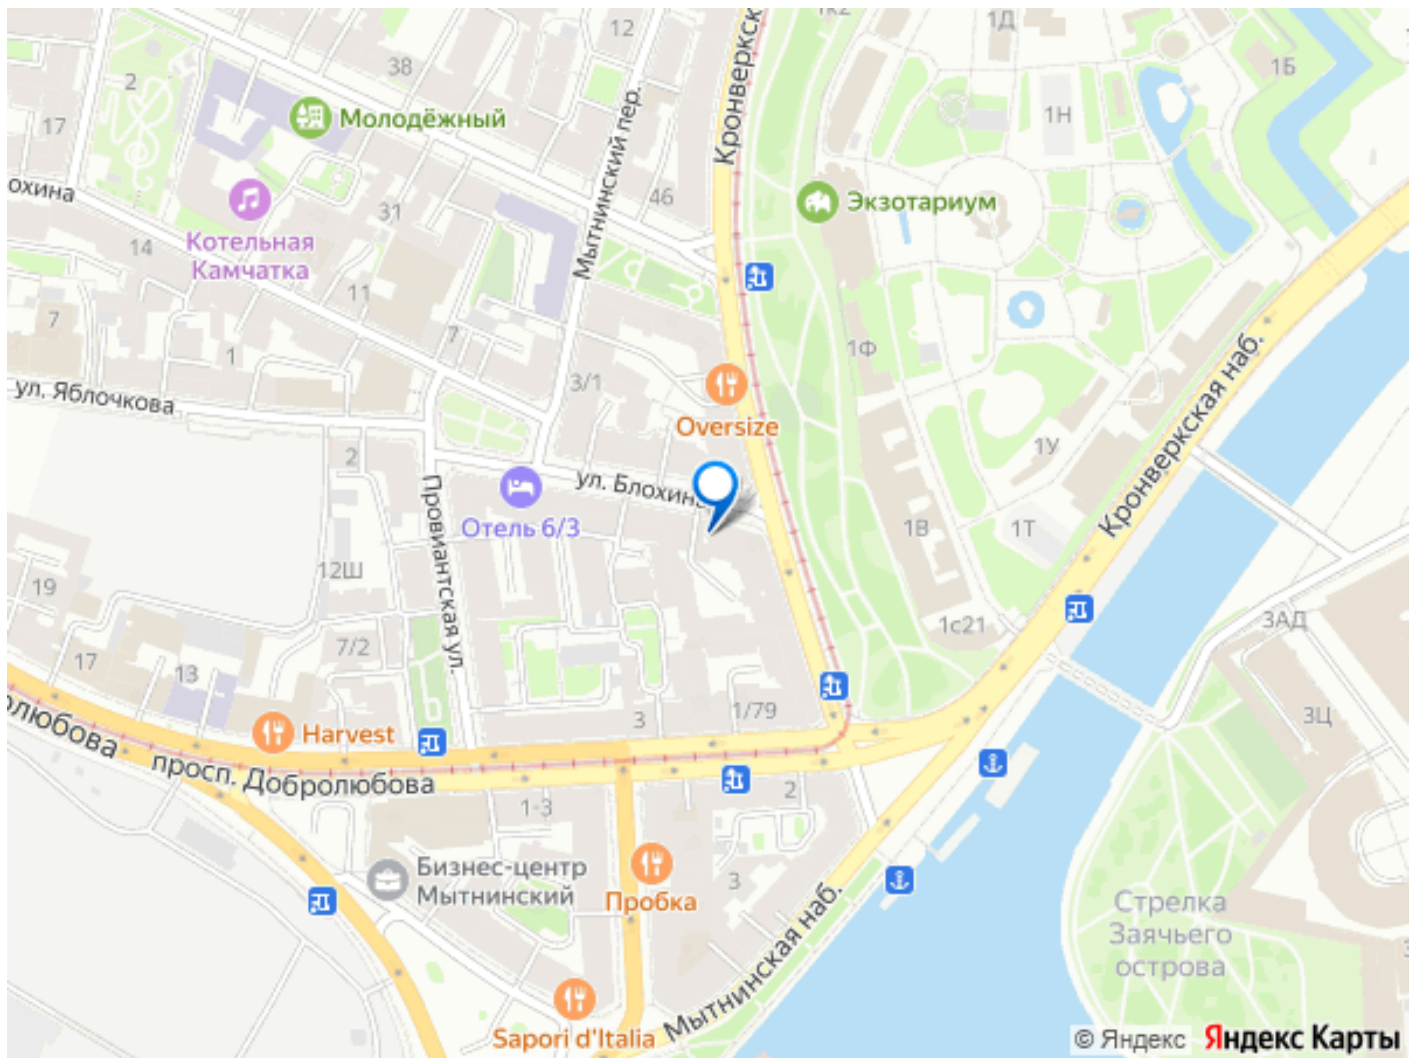 1к2
1Д
12
Кронверкск
38
1Б
2
1Н
Молодёжный
17
Мытнинский пер.
охина
46
Экзотариум
31
14
Котельная
Камчатка
11
7
7
1Ф
1
3/1
ул. Яблочкова
Oversize
Кронверкская наб.
1У
2
ул. Блохина
Провиантская ул.
Отель 6/3
1В
1Т
12Ш
19
3АД
1с21
7/2
17
13
1/79
3
3Ц
олюбова
Harvest
просп. Добролюбова
2
1-3
Бизнес-центр
Мытнинский
3
Пробка
Мытнинская наб.
Стрелка
Заячьего
острова
Sapori d'Italia
© Яндекс Яндекс Карты